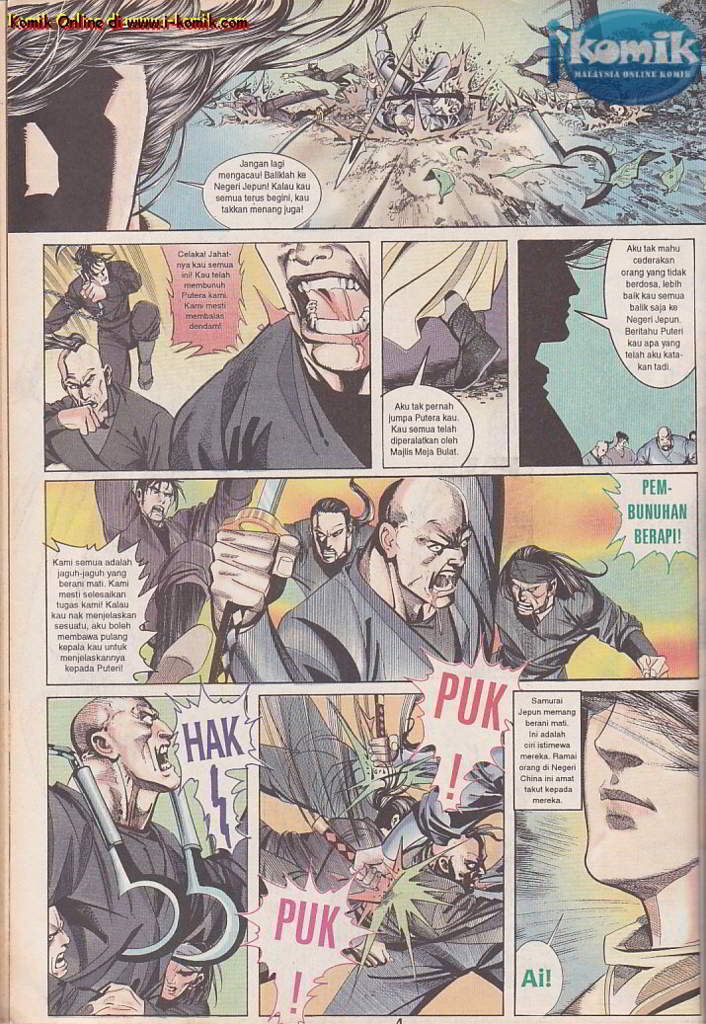 Komik Online di www.i-komik.com
i'komik
MALAYSIA ONLINE KOMIK
Jangan lagi
mengacau! Baliklah ke
Negeri Jepun! Kalau kau
semua terus begini, kau
takkan menang juga!
Celaka! Jahat-
nya kau semua
ini! Kau telah
membunuh
Putera kami.
Kami mesti
membalas
dendam!
Aku tak pernah
jumpa Putera kau.
Kau semua telah
diperalatkan oleh
Majlis Meja Bulat.
Aku tak mahu
cederakan
orang yang tidak
berdosa, lebih
baik kau semua
balik saja ke
Negeri Jepun.
Beritahu Puteri
kau apa yang
telah aku kata-
kan tadi.
Kami semua adalah
jaguh-jaguh yang
berani mati. Kami
mesti selesaikan
tugas kami! Kalau
kau nak menjelaskan
sesuatu, aku boleh
membawa pulang
kepala kau untuk
menjelaskannya
kepada Puteri!
PEM-
BUNUHAN
BERAPI!
HAK
PUK
!
PUK
!
Samurai
Jepun memang
berani mati.
Ini adalah
ciri istimewa
mereka. Ramai
orang di Negeri
China ini amat
takut kepada
mereka.
Ai!